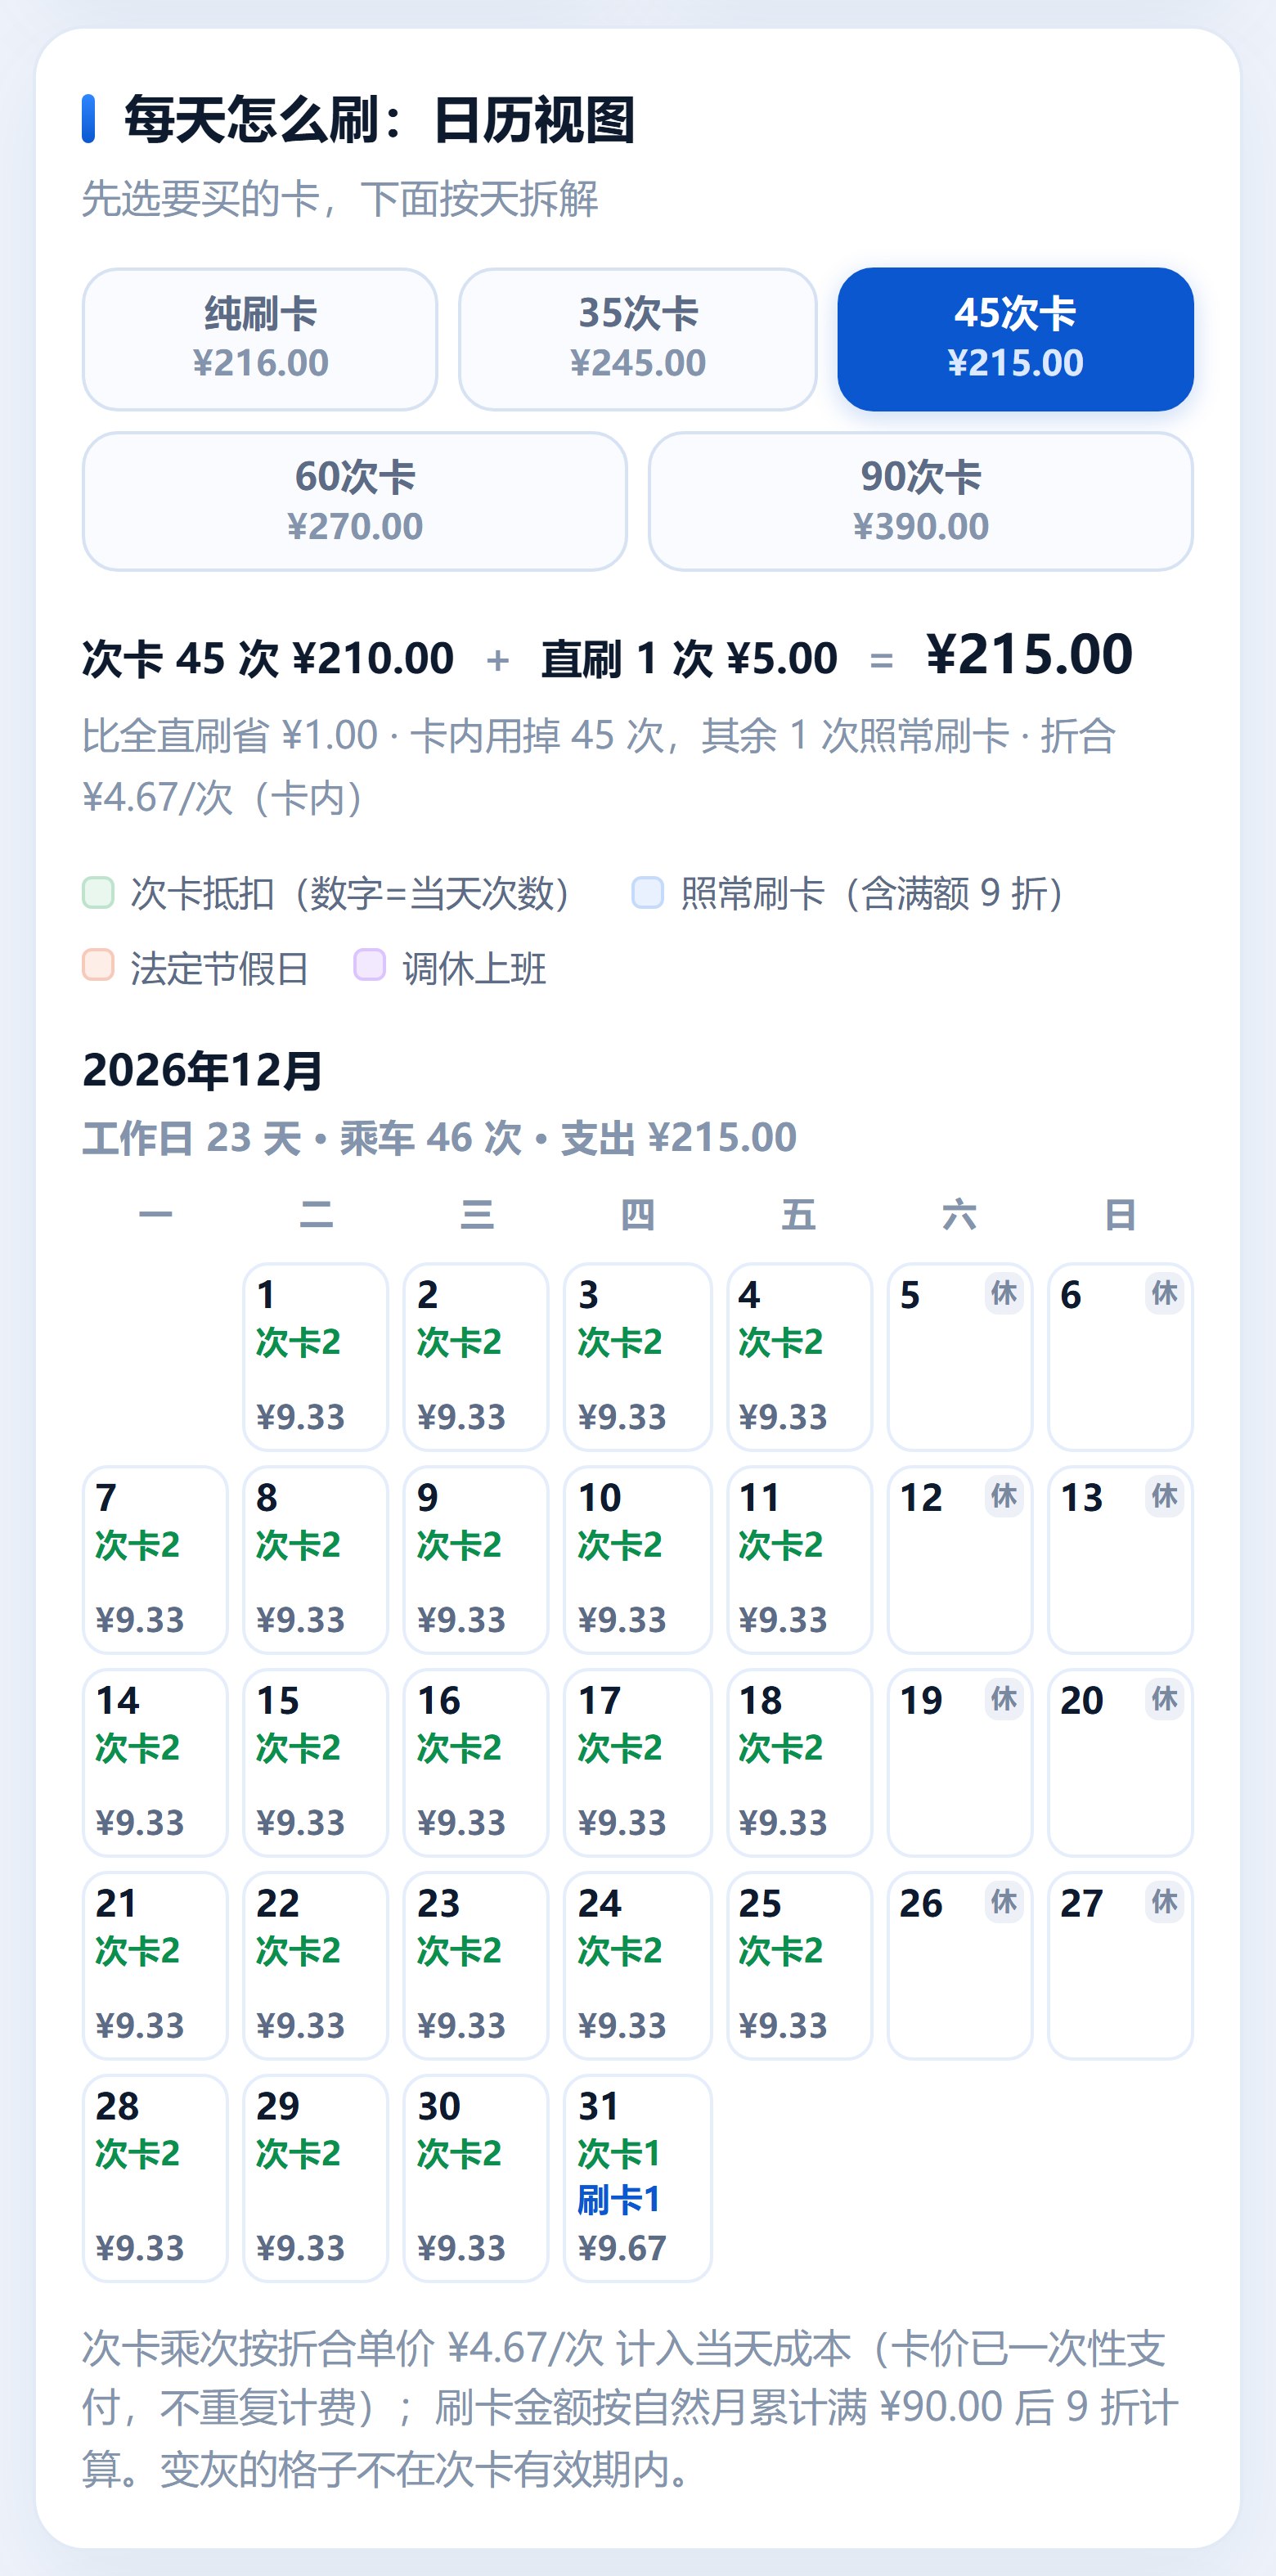 每天怎么刷：日历视图
先选要买的卡，下面按天拆解
纯刷卡 35次卡 45次卡
¥216.00 ¥245.00 ¥215.00
60次卡 90次卡
¥270.00 ¥390.00
次卡 45 次 ¥210.00 + 直刷 1 次 ¥5.00 = ¥215.00
比全直刷省 ¥1.00 · 卡内用掉 45 次，其余 1 次照常刷卡 · 折合
¥4.67/次（卡内）
次卡抵扣（数字=当天次数） 照常刷卡（含满额 9 折）
法定节假日 调休上班
2026年12月
工作日 23 天 • 乘车 46 次 • 支出 ¥215.00
一 二 三 四 五 六 日
1 2 3 4 5 休 6 休
次卡2 次卡2 次卡2 次卡2
¥9.33 ¥9.33 ¥9.33 ¥9.33
7 8 9 10 11 12 休 13 休
次卡2 次卡2 次卡2 次卡2 次卡2
¥9.33 ¥9.33 ¥9.33 ¥9.33 ¥9.33
14 15 16 17 18 19 休 20 休
次卡2 次卡2 次卡2 次卡2 次卡2
¥9.33 ¥9.33 ¥9.33 ¥9.33 ¥9.33
21 22 23 24 25 26 休 27 休
次卡2 次卡2 次卡2 次卡2 次卡2
¥9.33 ¥9.33 ¥9.33 ¥9.33 ¥9.33
28 29 30 31
次卡2 次卡2 次卡2 次卡1
刷卡1
¥9.33 ¥9.33 ¥9.33 ¥9.67
次卡乘次按折合单价 ¥4.67/次 计入当天成本（卡价已一次性支
付，不重复计费）；刷卡金额按自然月累计满 ¥90.00 后 9 折计
算。变灰的格子不在次卡有效期内。